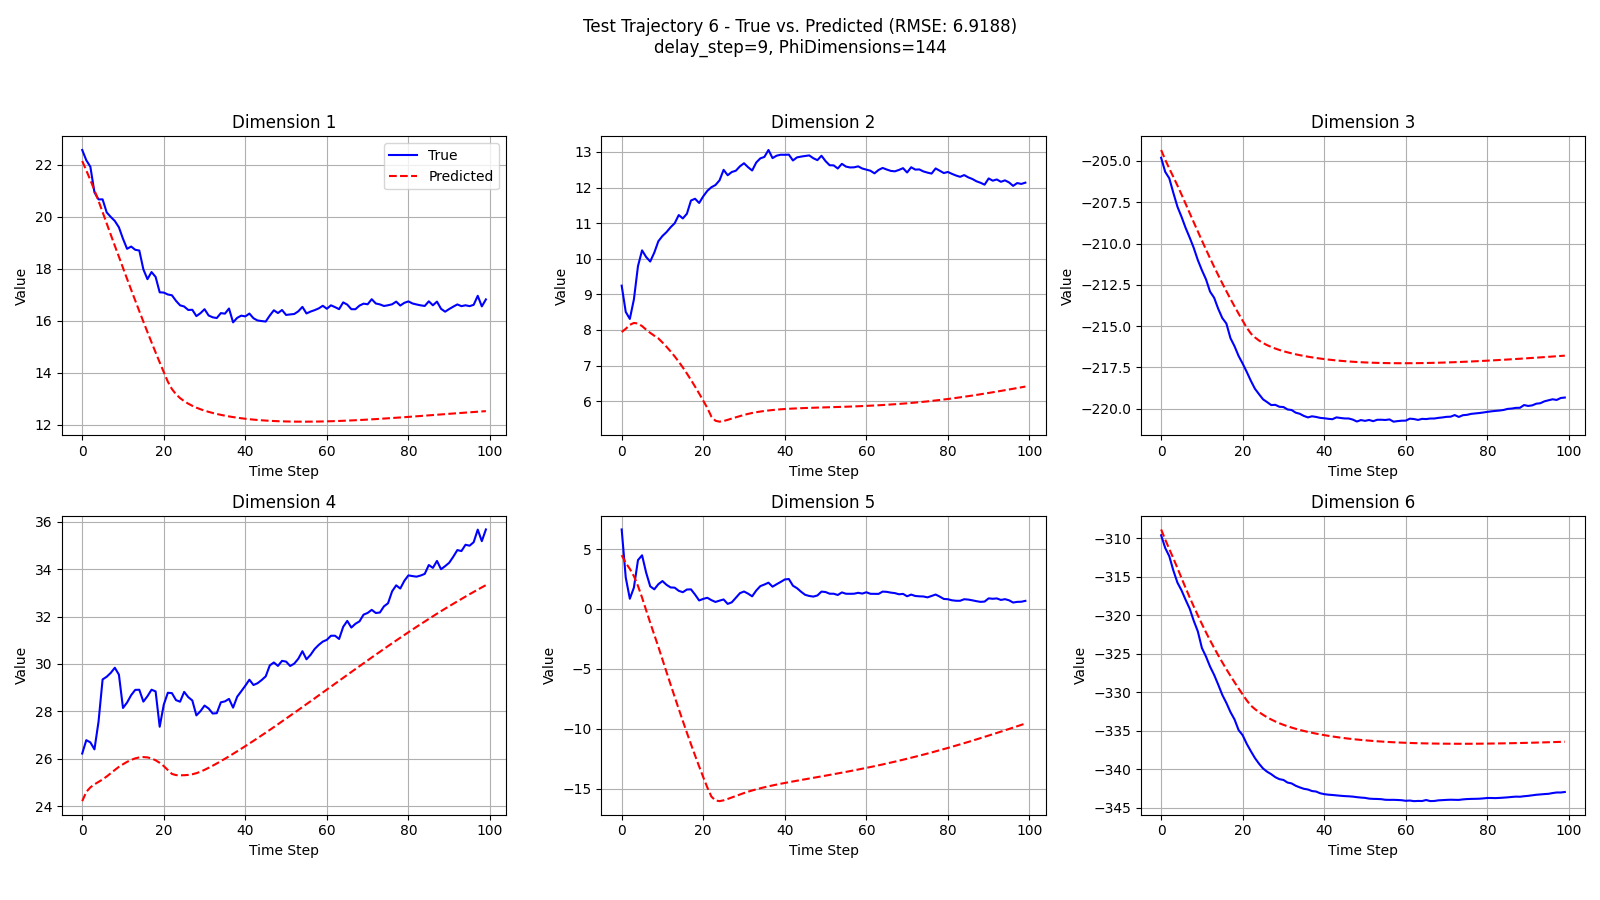 Test Trajectory 6 - True vs. Predicted (RMSE: 6.9188)
delay_step=9, PhiDimensions=144
Dimension 1
22
20
18
16
14
12
0 20 40 60 80 100
Value
Time Step
True
Predicted
Dimension 2
13
12
11
10
9
8
7
6
0 20 40 60 80 100
Value
Time Step
Dimension 3
−205.0
−207.5
−210.0
−212.5
−215.0
−217.5
−220.0
0 20 40 60 80 100
Value
Time Step
Dimension 4
36
34
32
30
28
26
24
0 20 40 60 80 100
Value
Time Step
Dimension 5
5
0
−5
−10
−15
0 20 40 60 80 100
Value
Time Step
Dimension 6
−310
−315
−320
−325
−330
−335
−340
−345
0 20 40 60 80 100
Value
Time Step